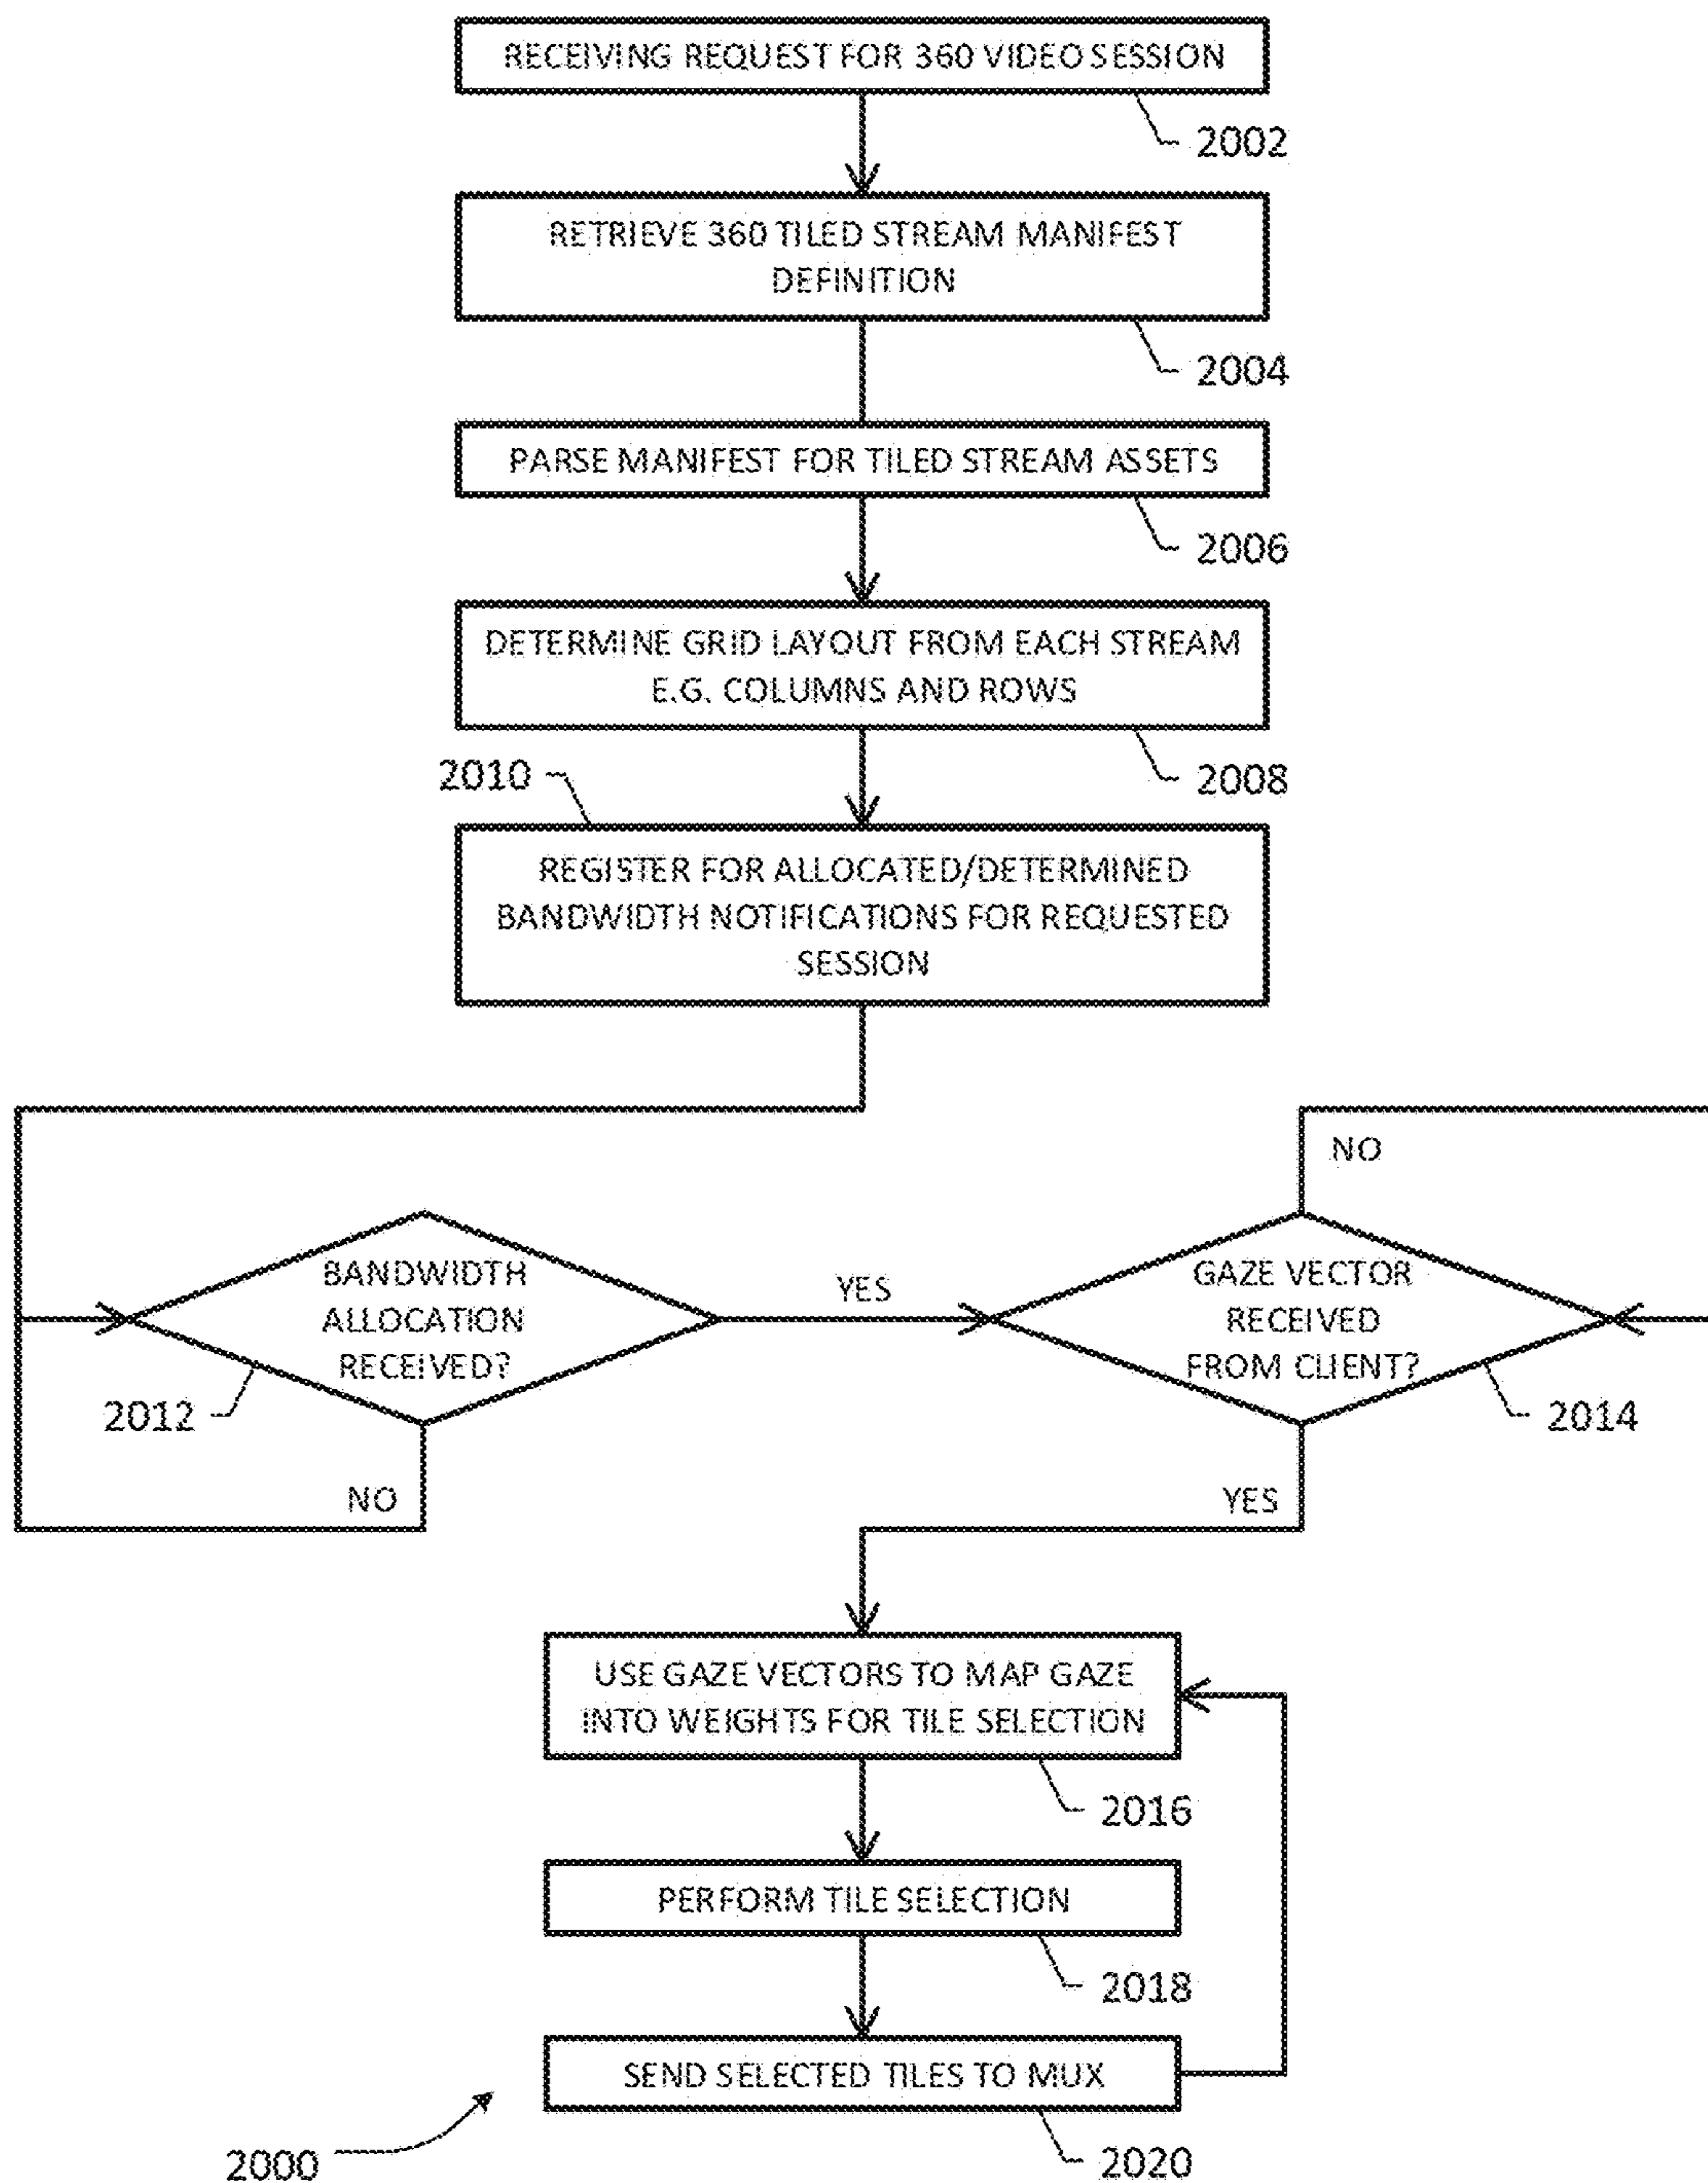 RECEIVING REQUEST FOR 360 VIDEO SESSION
2002
RETRIEVE 360 TILED STREAM MANIFEST
DEFINITION
2004
PARSE MANIFEST FOR TILED STREAM ASSETS
2006
DETERMINE GRID LAYOUT FROM EACH STREAM
E.G. COLUMNS AND ROWS
2008
2010
REGISTER FOR ALLOCATED/DETERMINED
BANDWIDTH NOTIFICATIONS FOR REQUESTED
SESSION
BANDWIDTH
ALLOCATION
RECEIVED?
2012
NO
YES
NO
GAZE VECTOR
RECEIVED
FROM CLIENT?
2014
YES
USE GAZE VECTORS TO MAP GAZE
INTO WEIGHTS FOR TILE SELECTION
2016
PERFORM TILE SELECTION
2018
SEND SELECTED TILES TO MUX
2020
2000